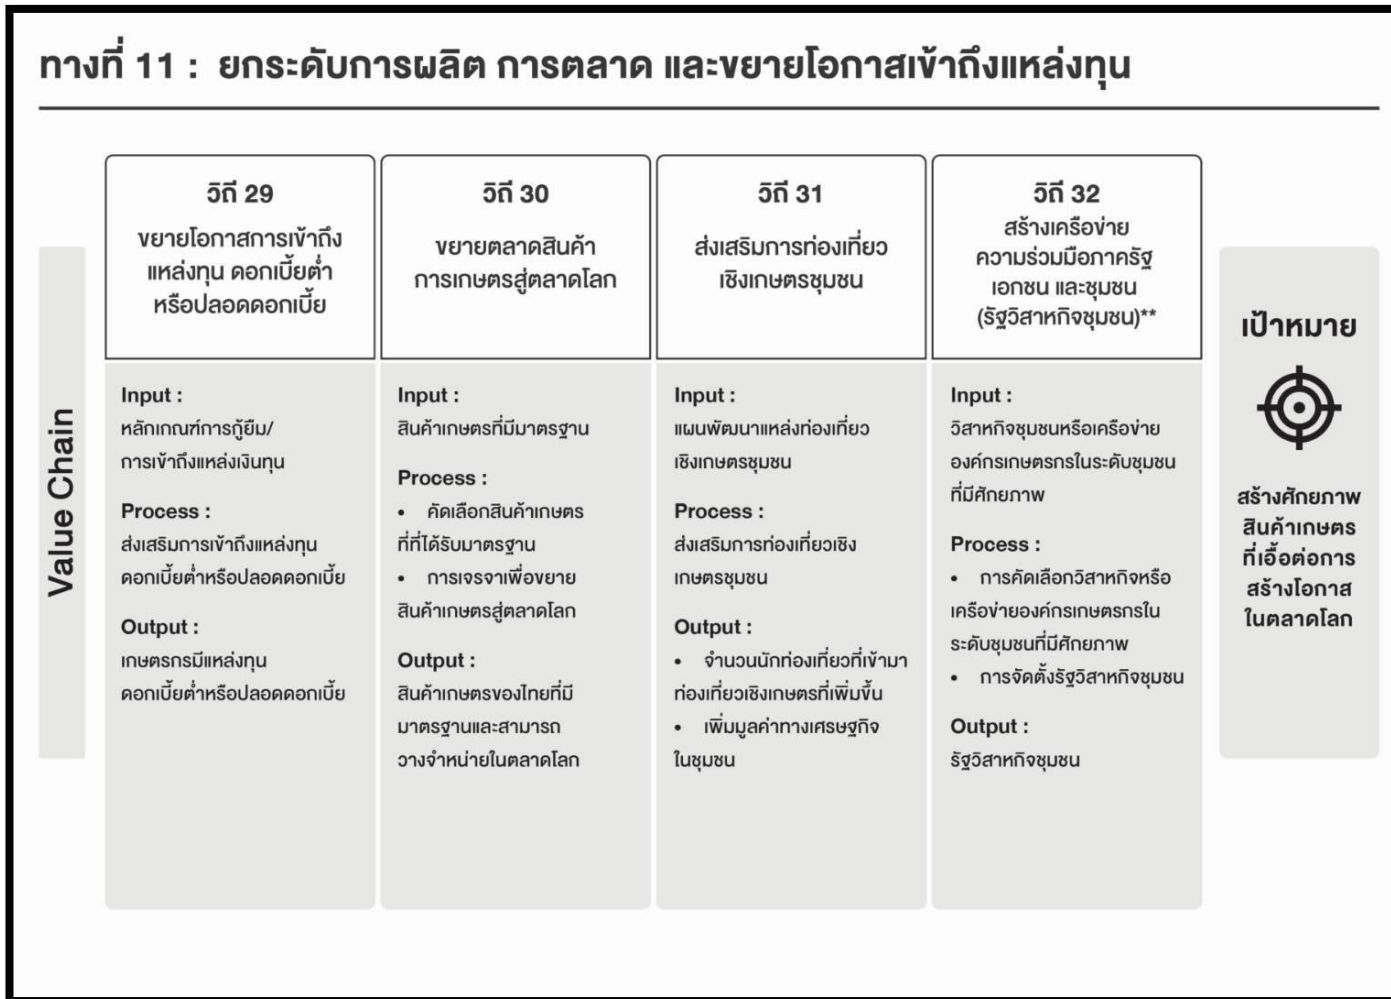 ทางที่ 11 : ยกระดับการผลิต การตลาด และขยายโอกาสเข้าถึงแหล่งทุน
Value Chain
วิถี 29
ขยายโอกาสการเข้าถึง
แหล่งทุน ดอกเบี้ยต่ำ
หรือปลอดดอกเบี้ย
Input :
หลักเกณฑ์การกู้ยืม/
การเข้าถึงแหล่งเงินทุน
Process :
ส่งเสริมการเข้าถึงแหล่งทุน
ดอกเบี้ยต่ำหรือปลอดดอกเบี้ย
Output :
เกษตรกรมีแหล่งทุน
ดอกเบี้ยต่ำหรือปลอดดอกเบี้ย
วิถี 30
ขยายตลาดสินค้า
การเกษตรสู่ตลาดโลก
Input :
สินค้าเกษตรที่มีมาตรฐาน
Process :
• คัดเลือกสินค้าเกษตร
ที่ที่ได้รับมาตรฐาน
• การเจรจาเพื่อขยาย
สินค้าเกษตรสู่ตลาดโลก
Output :
สินค้าเกษตรของไทยที่มี
มาตรฐานและสามารถ
วางจำหน่ายในตลาดโลก
วิถี 31
ส่งเสริมการท่องเที่ยว
เชิงเกษตรชุมชน
Input :
แผนพัฒนาแหล่งท่องเที่ยว
เชิงเกษตรชุมชน
Process :
ส่งเสริมการท่องเที่ยวเชิง
เกษตรชุมชน
Output :
• จำนวนนักท่องเที่ยวที่เข้ามา
ท่องเที่ยวเชิงเกษตรที่เพิ่มขึ้น
• เพิ่มมูลค่าทางเศรษฐกิจ
ในชุมชน
วิถี 32
สร้างเครือข่าย
ความร่วมมือภาครัฐ
เอกชน และชุมชน
(รัฐวิสาหกิจชุมชน)**
Input :
วิสาหกิจชุมชนหรือเครือข่าย
องค์กรเกษตรกรในระดับชุมชน
ที่มีศักยภาพ
Process :
• การคัดเลือกวิสาหกิจหรือ
เครือข่ายองค์กรเกษตรกรใน
ระดับชุมชนที่มีศักยภาพ
• การจัดตั้งรัฐวิสาหกิจชุมชน
Output :
รัฐวิสาหกิจชุมชน
เป้าหมาย
สร้างศักยภาพ
สินค้าเกษตร
ที่เอื้อต่อการ
สร้างโอกาส
ในตลาดโลก